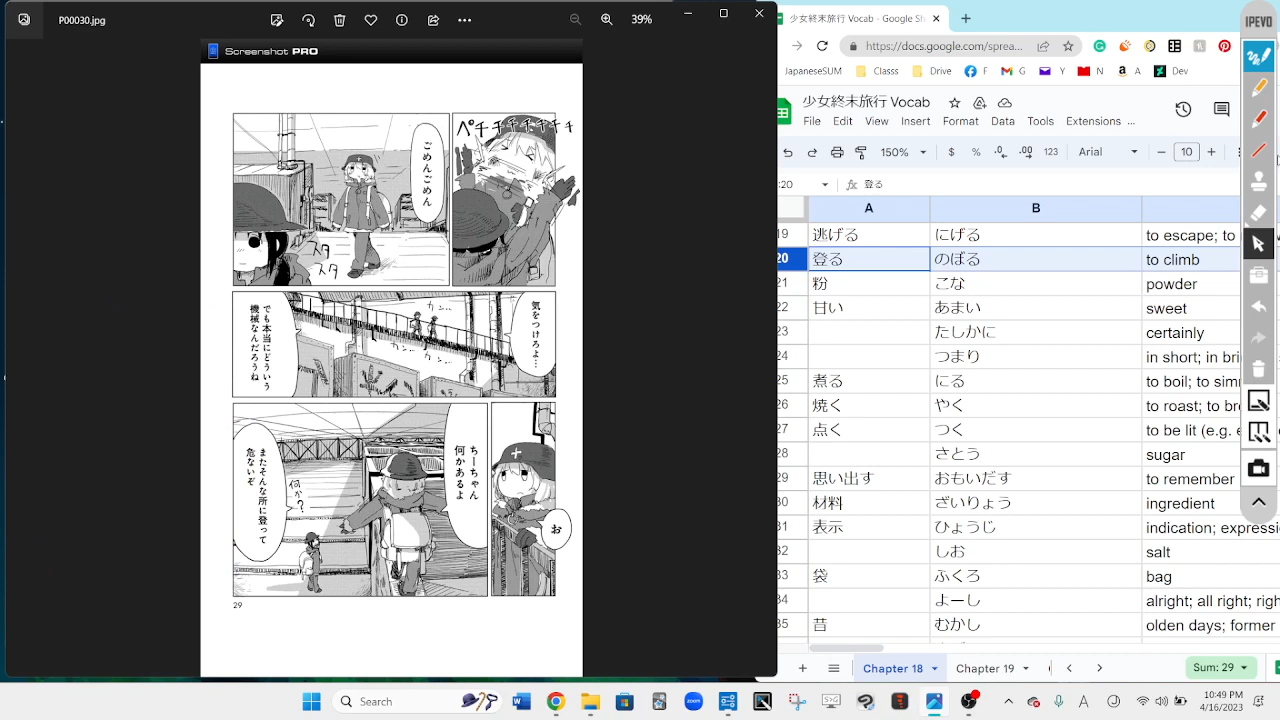 P00030.jpg
39%
Screenshot PRO
ペチチチチチチチ
ごめんごめん
スタ
スタ
気をつけろよ…
カン
カン
カン
でも本当にどういう
機械なんだろうね
お
ちーちゃん
何かあるよ
何か?
またそんな所に登って
危ないぞ
29
少女終末旅行 Vocab - Google Sh
https://docs.google.com/sprea
JapaneseSUM
Classs
Drive
G
Y
N
A
Dev
少女終末旅行 Vocab
File Edit View Insert Format Data Tools Extensions ...
150% $ % .0 .00 123 Arial 10
:20 fx 登る
A B
19 逃げる にげる to escape; to
20 登る のぼる to climb
21 粉 こな powder
22 甘い あまい sweet
23 たしかに certainly
24 つまり in short; in bri
25 煮る にる to boil; to sim
26 焼く やく to roast; to br
27 点く つく to be lit (e.g. e
28 さとう sugar
29 思い出す おもいだす to remember
30 材料 ざいりょう ingredient
31 表示 ひょうじ indication; expressi
32 しお salt
33 袋 ふくろ bag
34 よーし alright; all right; righ
35 昔 むかし olden days; former
Chapter 18 Chapter 19 Sum: 29
IPEVO
Search
zoom
10:49 PM
10/16/2023